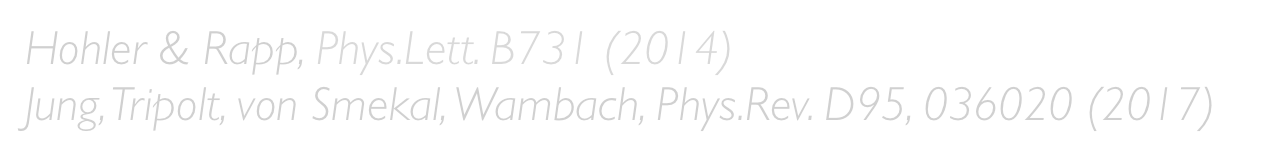 Hohler & Rapp, Phys.Lett. B731 (2014)
Jung, Tripolt, von Smekal, Wambach, Phys.Rev. D95, 036020 (2017)